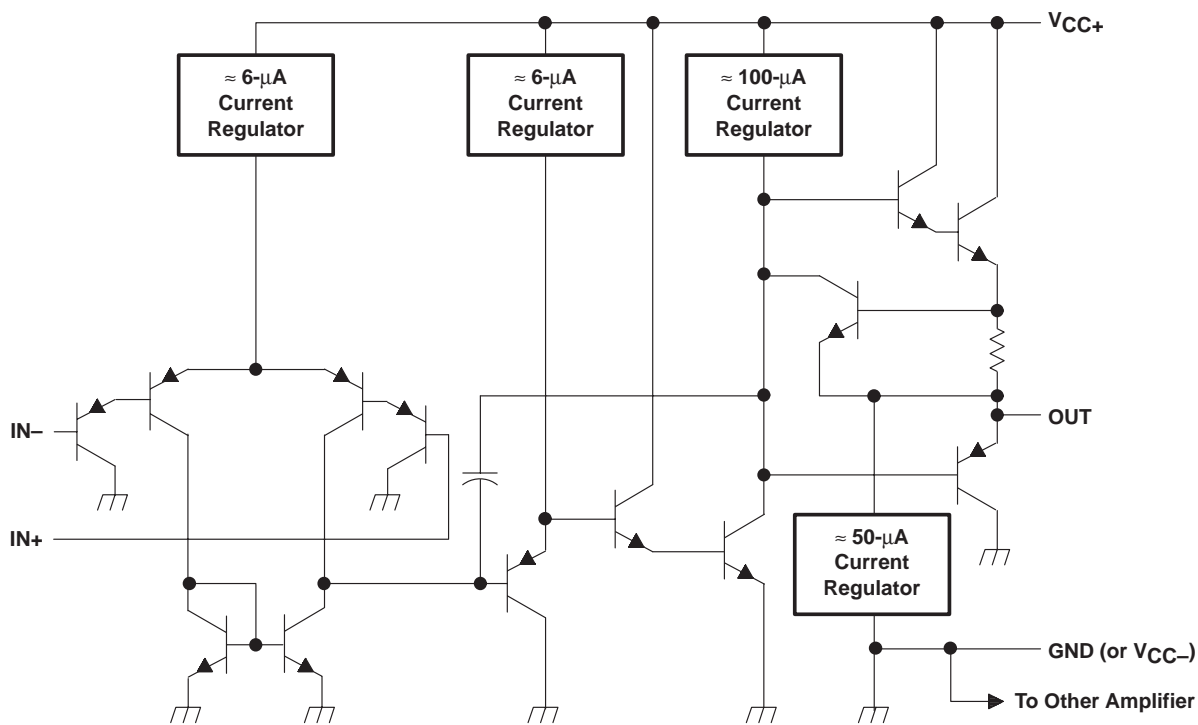 VCC+
≈ 6-μA
Current
Regulator
≈ 6-μA
Current
Regulator
≈ 100-μA
Current
Regulator
IN–
OUT
IN+
≈ 50-μA
Current
Regulator
GND (or VCC–)
To Other Amplifier